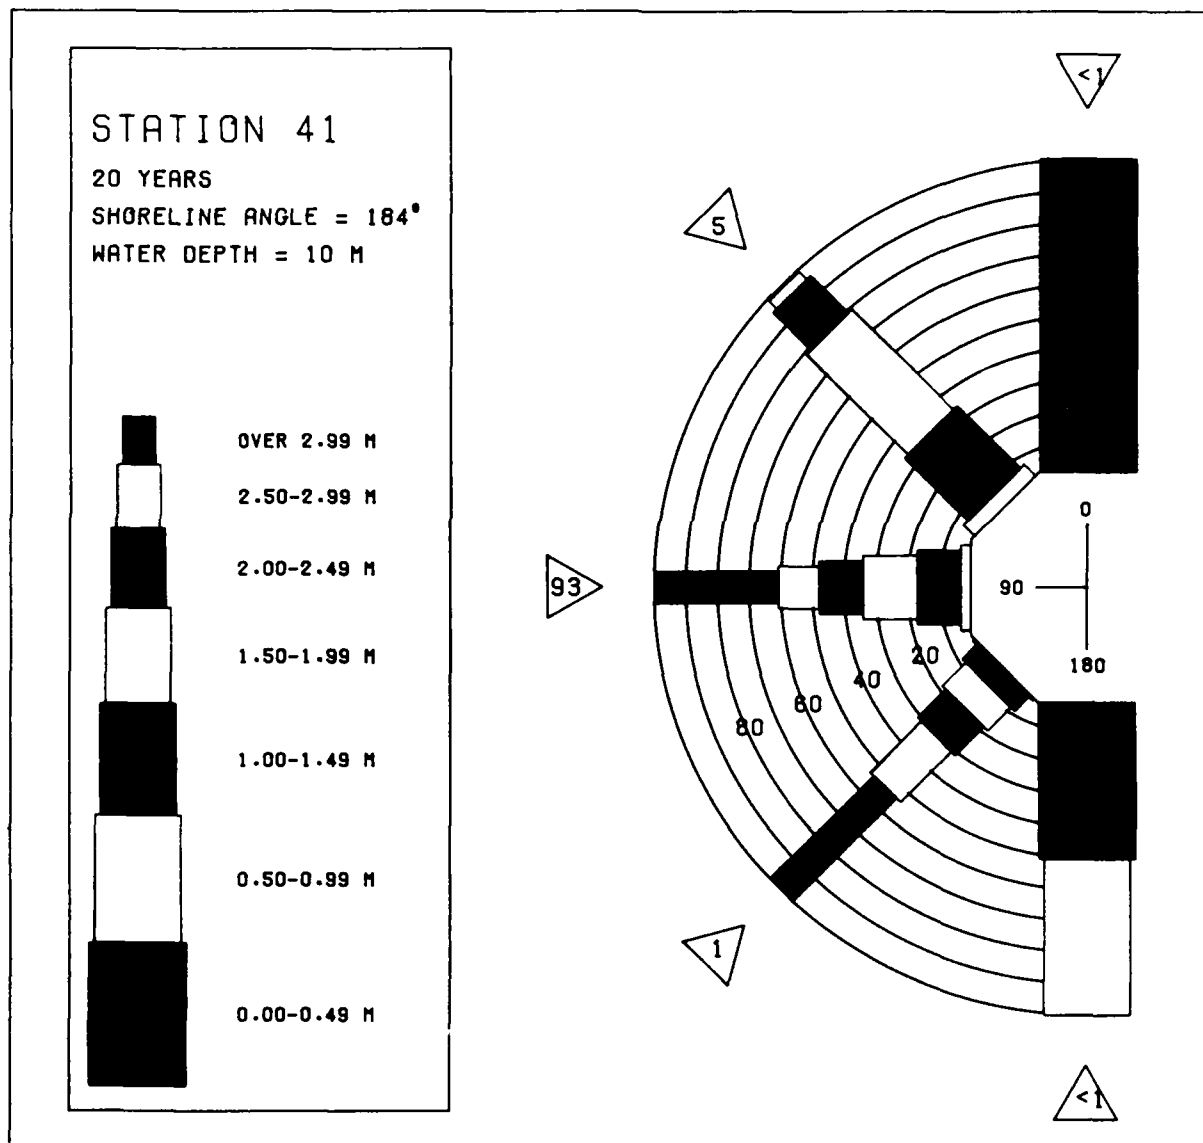 STATION 41
20 YEARS
SHORELINE ANGLE = 184°
WATER DEPTH = 10 M
OVER 2.99 M
2.50-2.99 M
2.00-2.49 M
1.50-1.99 M
1.00-1.49 M
0.50-0.99 M
0.00-0.49 M
<1
5
93
1
<1
0
90
180
20
40
60
80